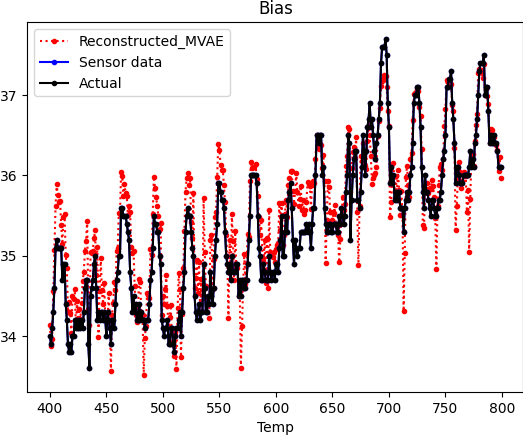 Bias
Reconstructed_MVAE
Sensor data
Actual
37
36
35
34
400 450 500 550 600 650 700 750 800
Temp